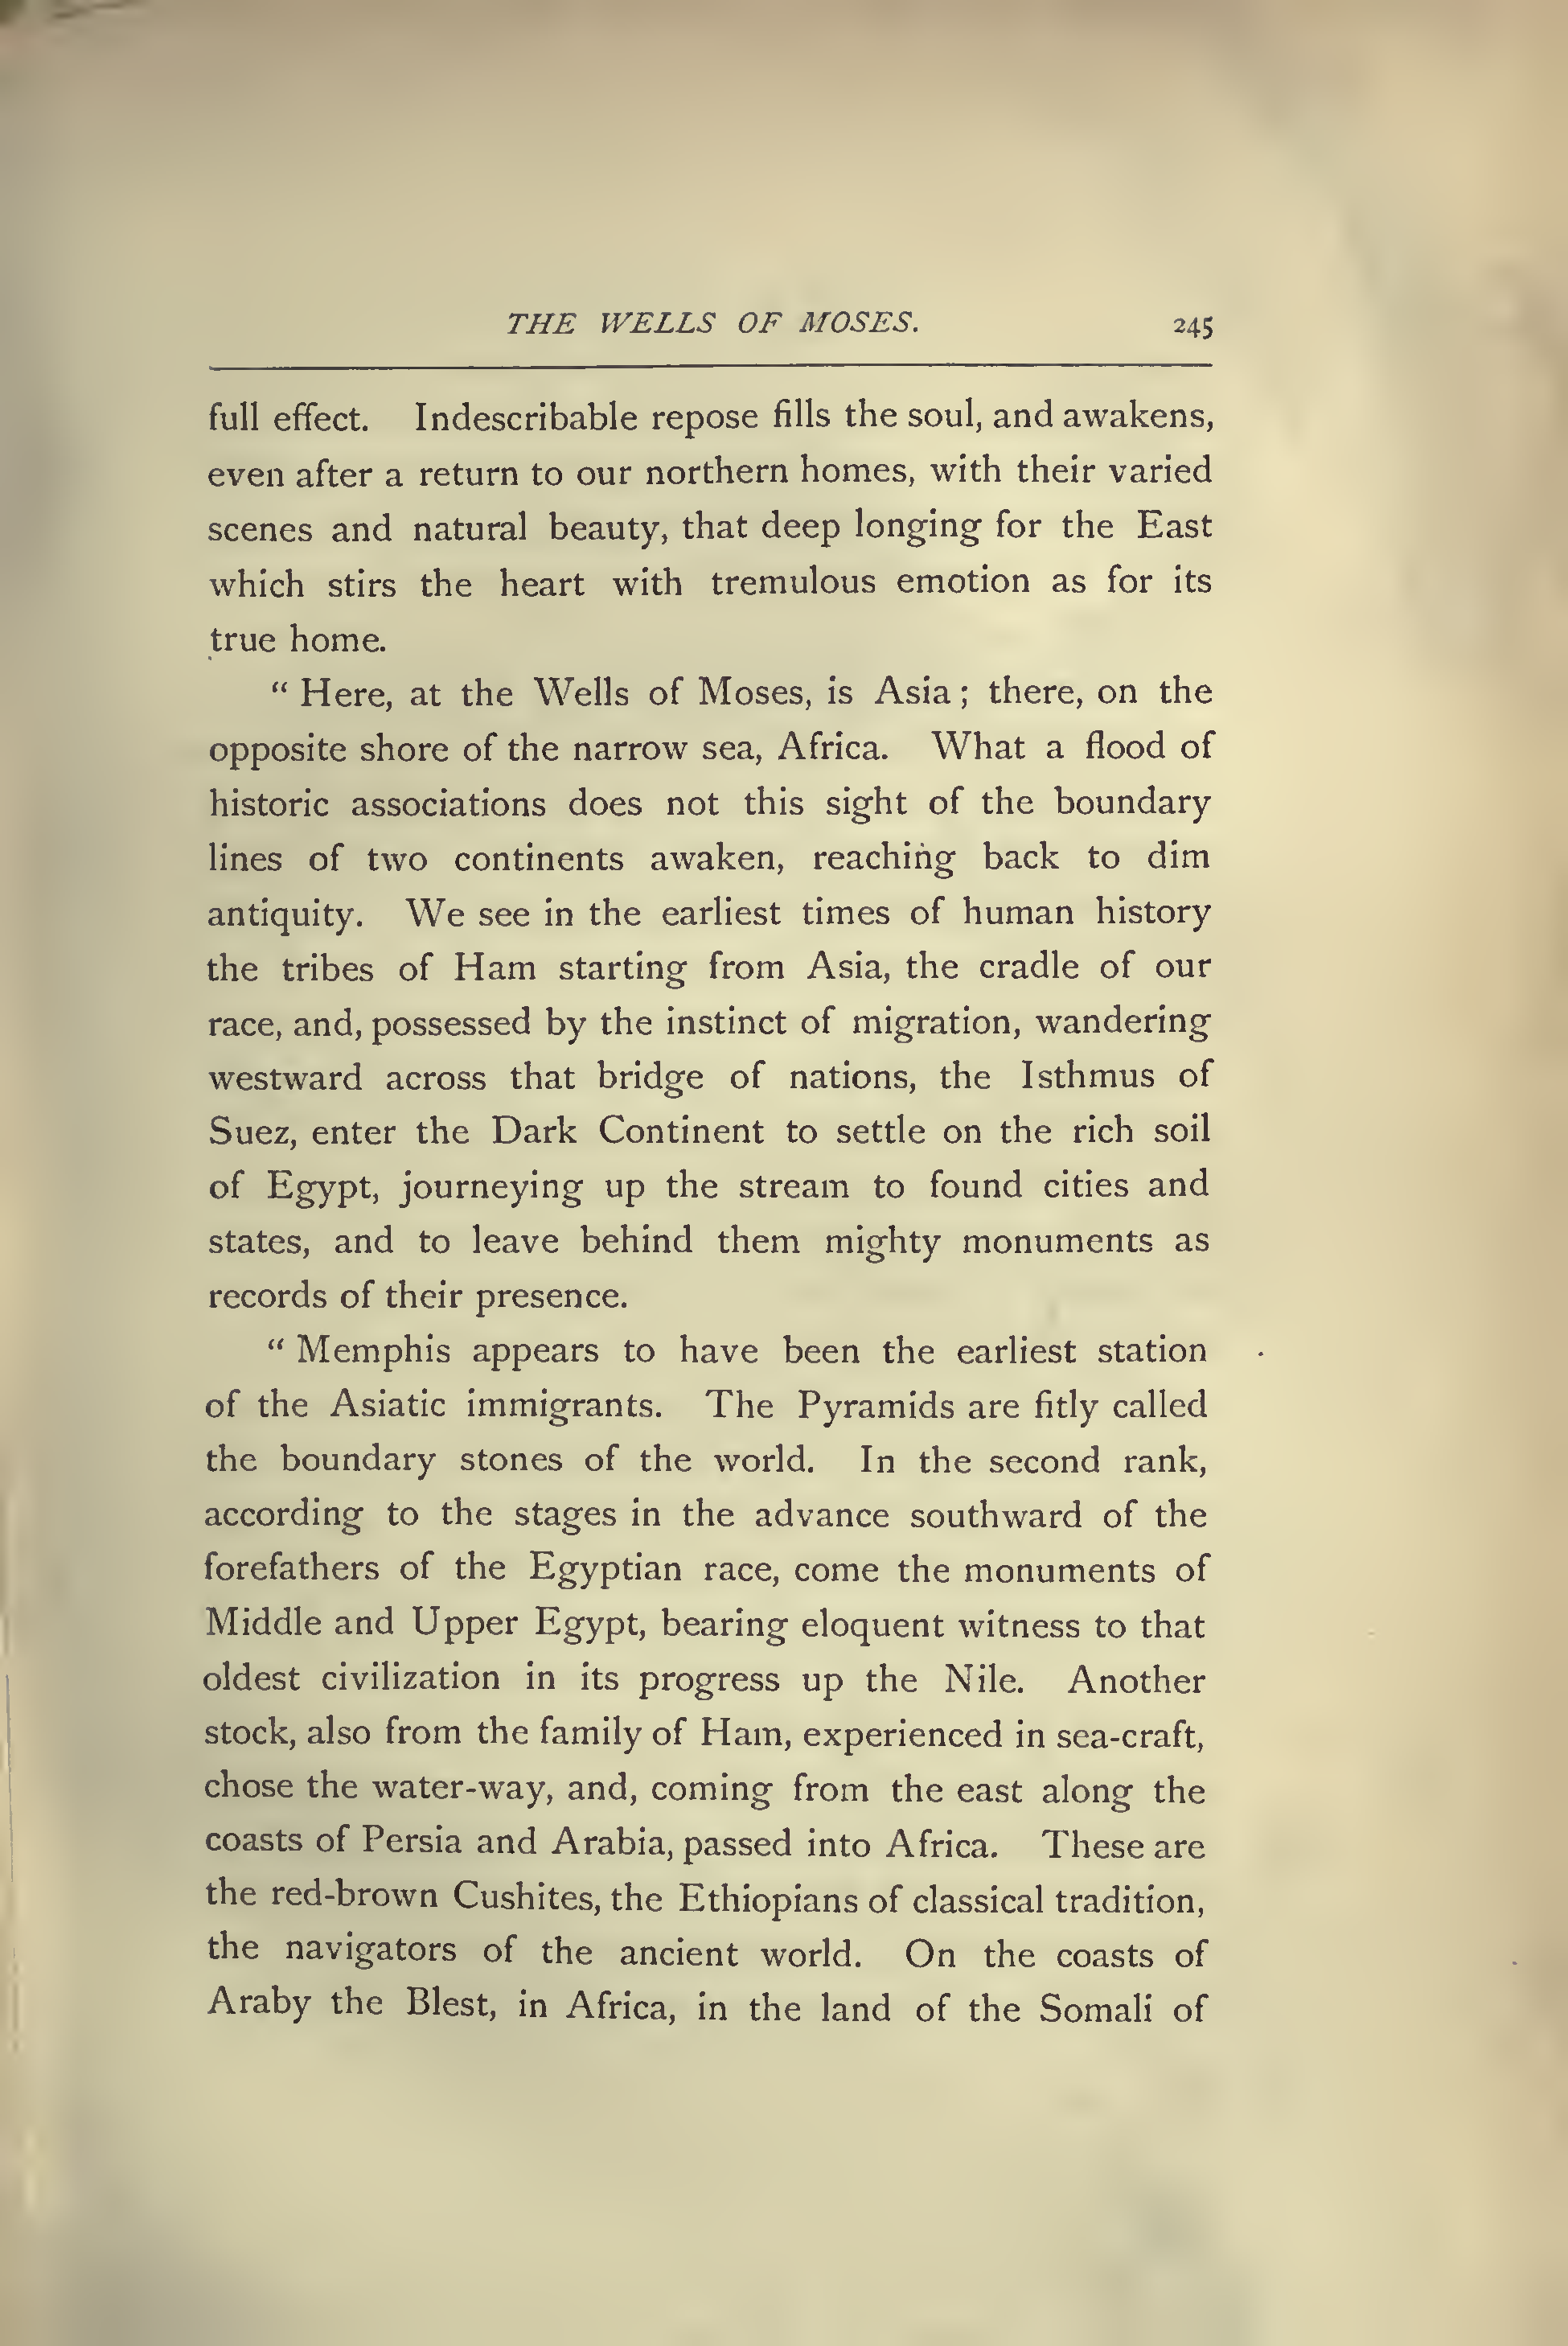 THE WELLS OF MOSES. 245
full effect. Indescribable repose fills the soul, and awakens,
even after a return to our northern homes, with their varied
scenes and natural beauty, that deep longing for the East
which stirs the heart with tremulous emotion as for its
true home.
“ Here, at the Wells of Moses, is Asia ; there, on the
opposite shore of the narrow sea, Africa. What a flood of
historic associations does not this sight of the boundary
lines of two continents awaken, reaching back to dim
antiquity. We see in the earliest times of human history
the tribes of Ham starting from Asia, the cradle of our
race, and, possessed by the instinct of migration, wandering
westward across that bridge of nations, the Isthmus of
Suez, enter the Dark Continent to settle on the rich soil
of Egypt, journeying up the stream to found cities and
states, and to leave behind them mighty monuments as
records of their presence.
“ Memphis appears to have been the earliest station
of the Asiatic immigrants. The Pyramids are fitly called
the boundary stones of the world. In the second rank,
according to the stages in the advance southward of the
forefathers of the Egyptian race, come the monuments of
Middle and Upper Egypt, bearing eloquent witness to that
oldest civilization in its progress up the Nile. Another
stock, also from the family of Ham, experienced in sea-craft,
chose the water-way, and, coming from the east along the
coasts of Persia and Arabia, passed into Africa. These are
the red-brown Cushites, the Ethiopians of classical tradition,
the navigators of the ancient world. On the coasts of
Araby the Blest, in Africa, in the land of the Somali of